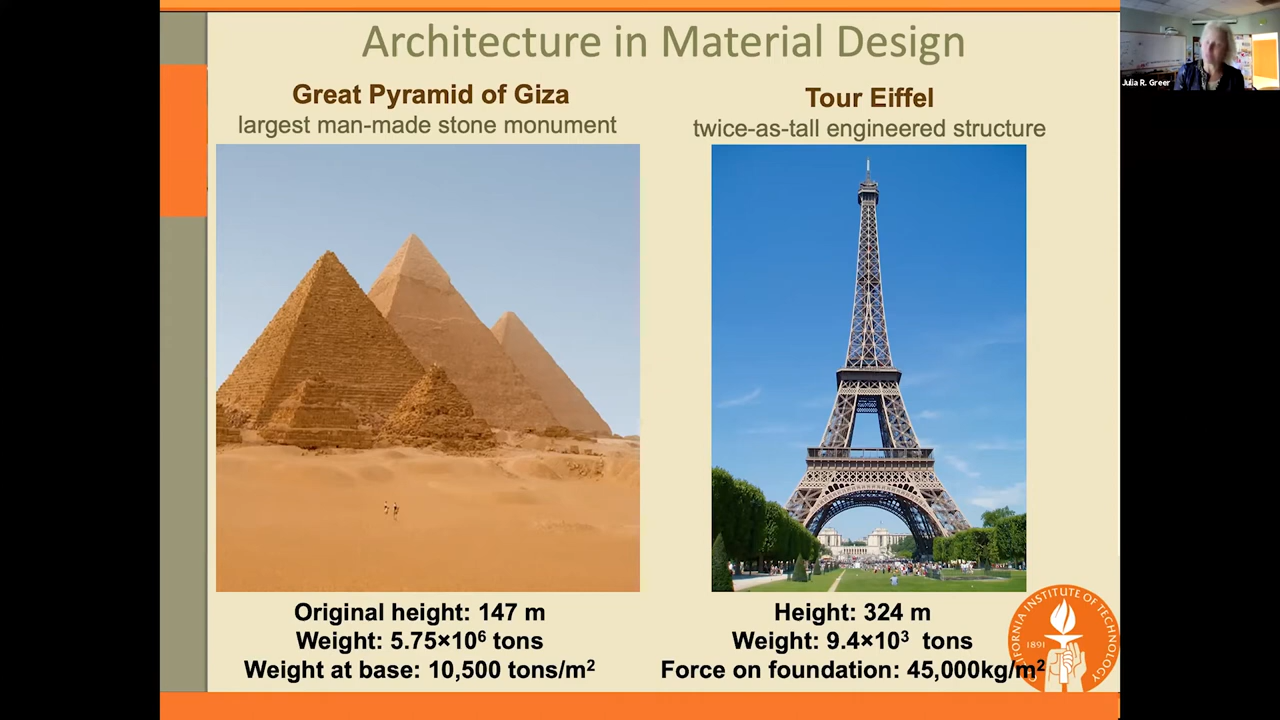 Architecture in Material Design
Great Pyramid of Giza
largest man-made stone monument
Original height: 147 m
Weight: 5.75×10⁶ tons
Weight at base: 10,500 tons/m²
Tour Eiffel
twice-as-tall engineered structure
Height: 324 m
Weight: 9.4×10³ tons
Force on foundation: 45,000kg/m²
INSTITUTE OF TECHNOLOGY
1891
Julia R. Greer